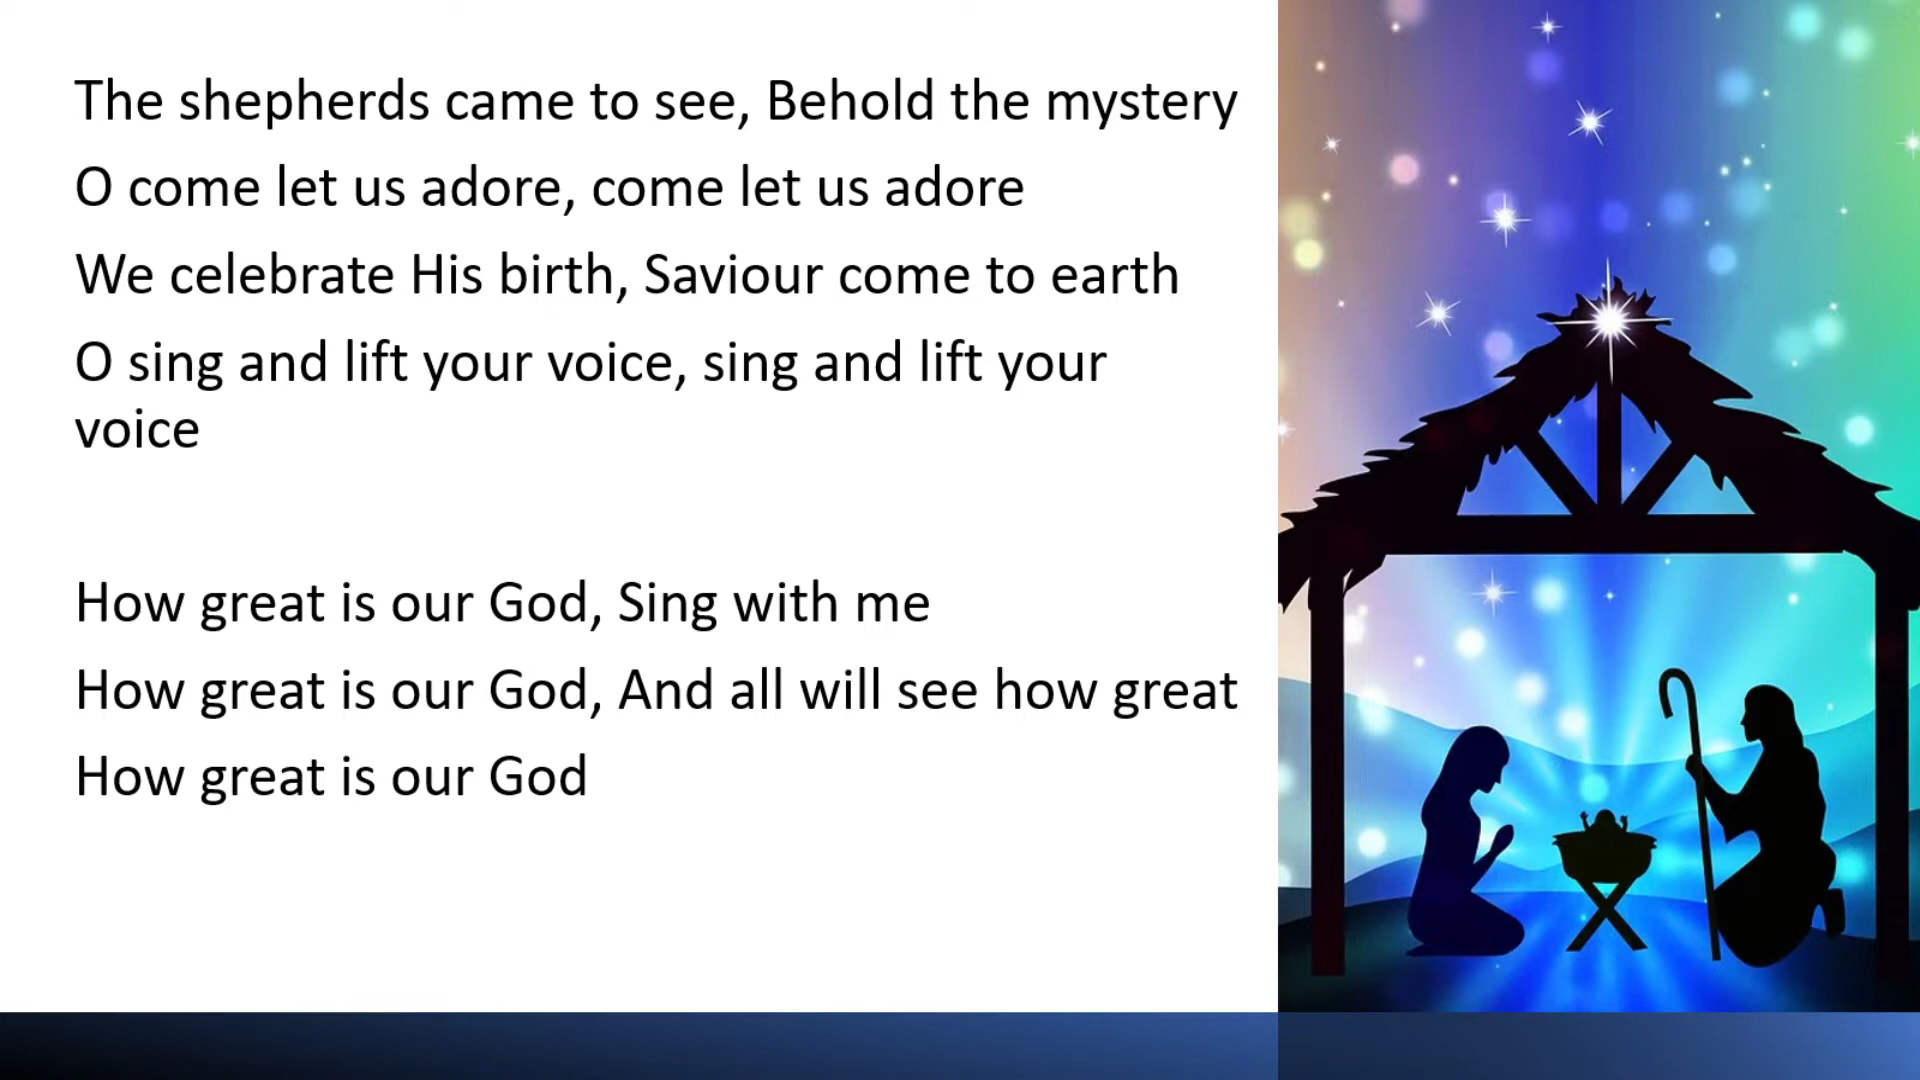 The shepherds came to see, Behold the mystery
O come let us adore, come let us adore
We celebrate His birth, Saviour come to earth
O sing and lift your voice, sing and lift your
voice
How great is our God, Sing with me
How great is our God, And all will see how great
How great is our God